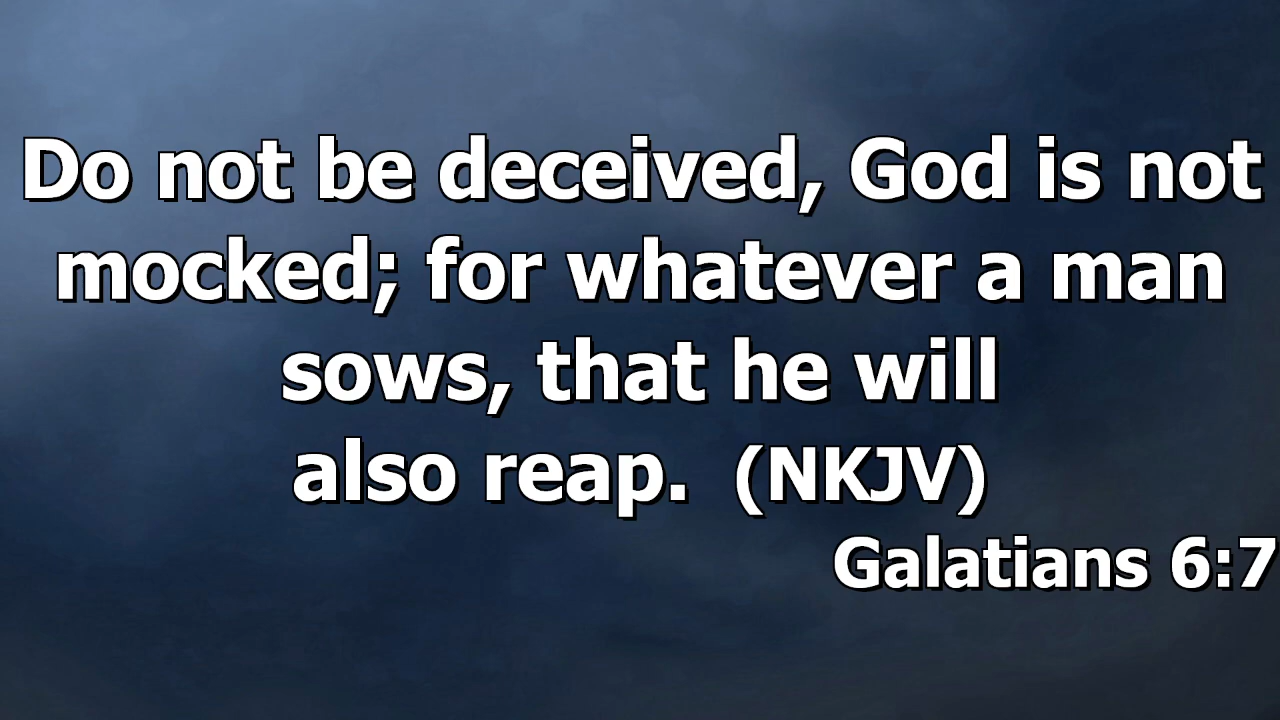 Do not be deceived, God is not
mocked; for whatever a man
sows, that he will
also reap. (NKJV)
Galatians 6:7